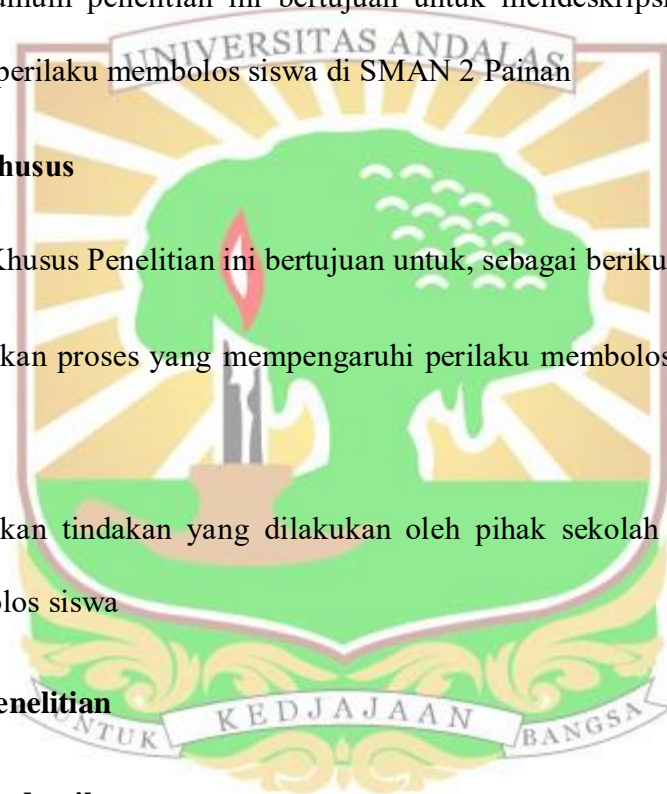 penelitian ini bertujuan untuk
UNIVERSITAS ANDALAS
perilaku membolos siswa di SMAN 2 Painan
husus
Khusus Penelitian ini bertujuan untuk, sebagai beriku
kan proses yang mempengaruhi perilaku membolos
kan tindakan yang dilakukan oleh pihak sekolah
los siswa
enelitian
UNTUK KEDJAJAAN BANGSA